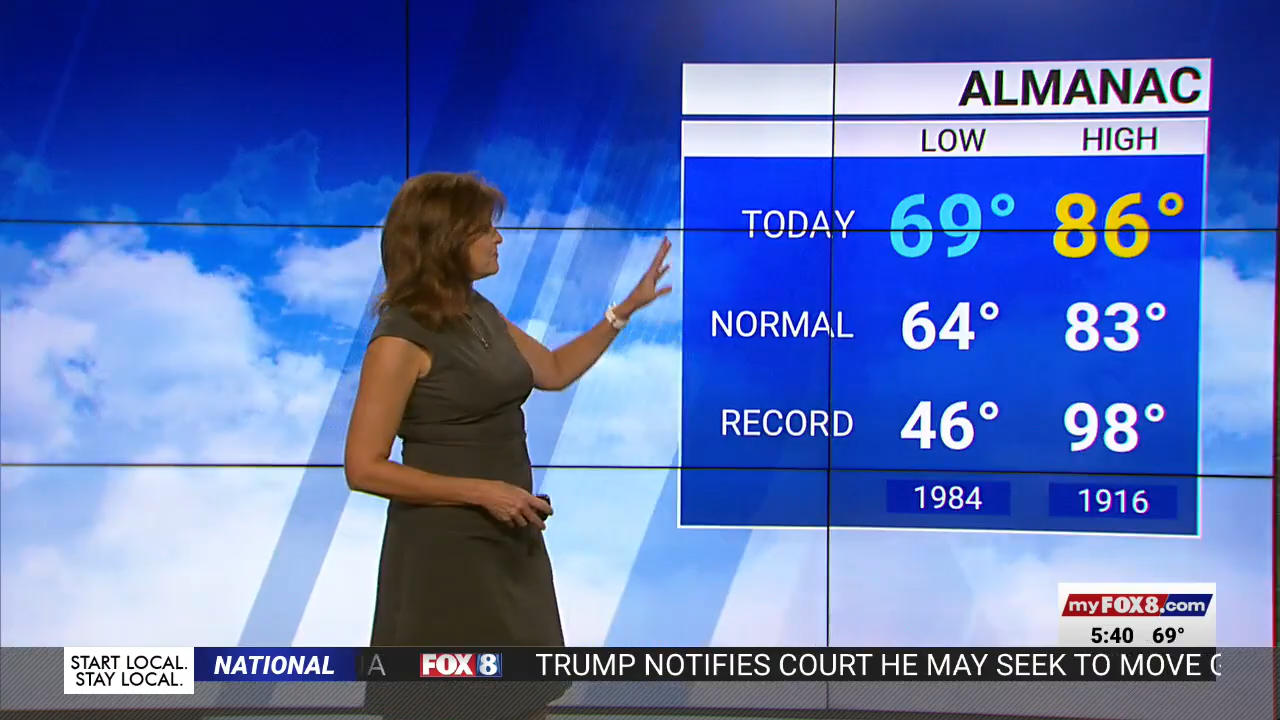 ALMANAC
LOW HIGH
TODAY 69° 86°
NORMAL 64° 83°
RECORD 46° 98°
1984 1916
myFOX8.com
5:40 69°
START LOCAL.
STAY LOCAL.
NATIONAL
FOX 8
TRUMP NOTIFIES COURT HE MAY SEEK TO MOVE